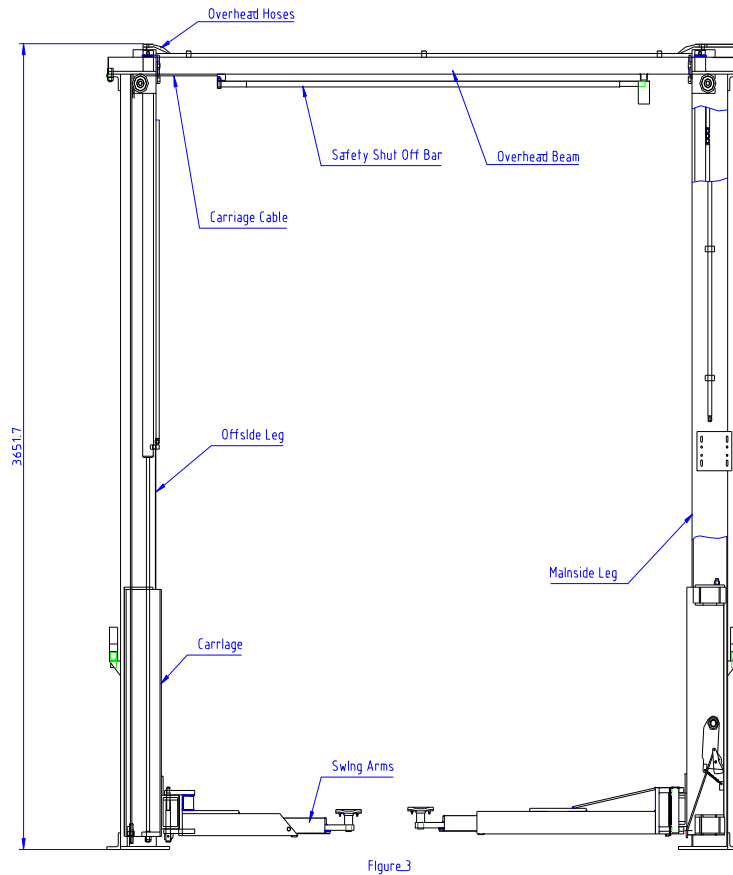 Overhead Hoses
Safety Shut Off Bar
Overhead Beam
Carriage Cable
3651.7
Offside Leg
Mainside Leg
Carriage
Swing Arms
Figure 3